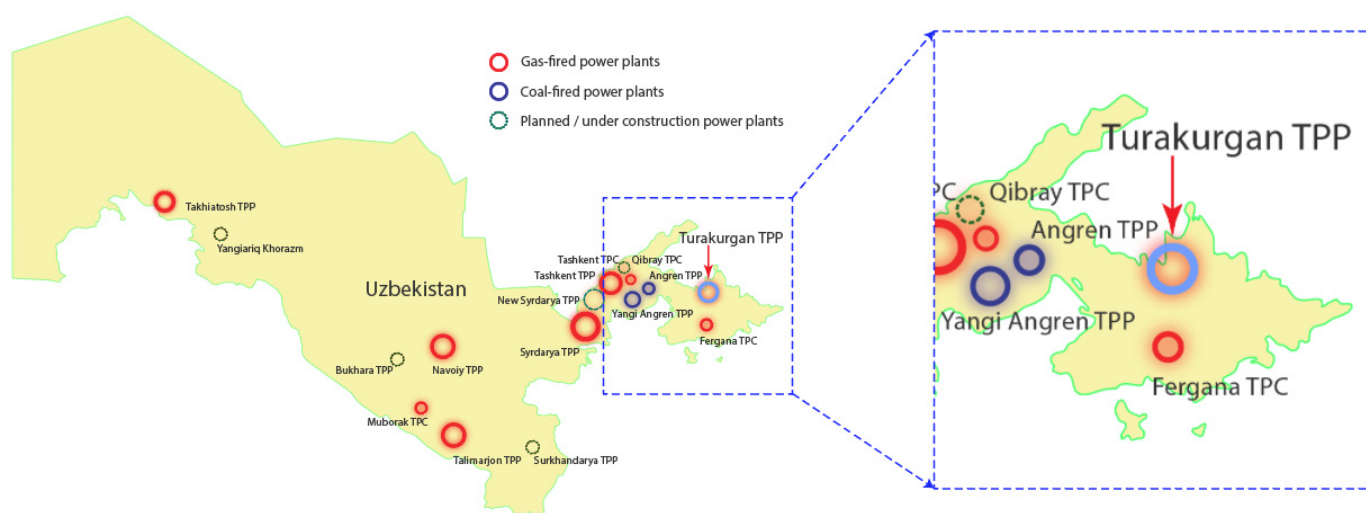 Gas-fired power plants
Coal-fired power plants
Planned / under construction power plants
Takhiatosh TPP
Yangiariq Khorazm
Uzbekistan
Turakurgan TPP
Tashkent TPC
Qibray TPC
Tashkent TPP
Angren TPP
New Syrdarya TPP
Yangi Angren TPP
Syrdarya TPP
Fergana TPC
Bukhara TPP
Navoiy TPP
Muborak TPC
Talimarjon TPP
Surkhandarya TPP
Turakurgan TPP
PC
Qibray TPC
Angren TPP
Yangi Angren TPP
Fergana TPC